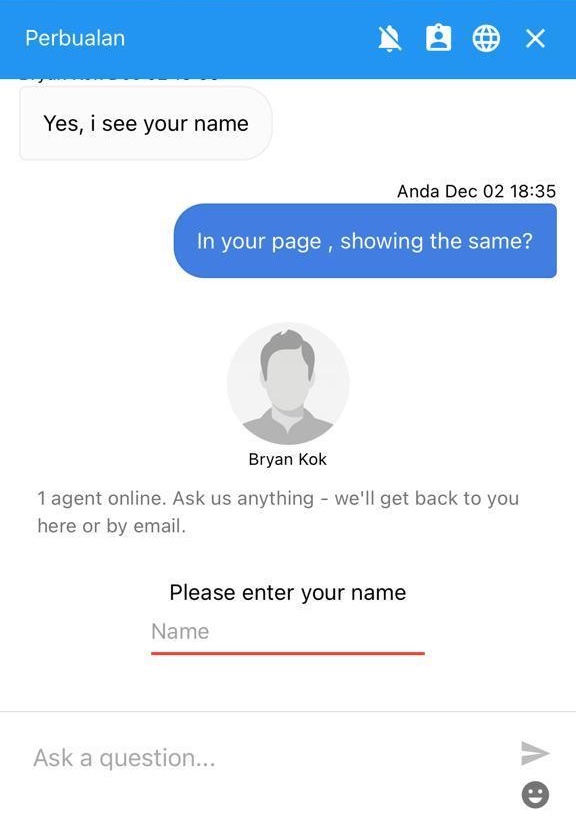 Perbualan
Yes, i see your name
Anda Dec 02 18:35
In your page , showing the same?
Bryan Kok
1 agent online. Ask us anything - we'll get back to you
here or by email.
Please enter your name
Name
Ask a question...